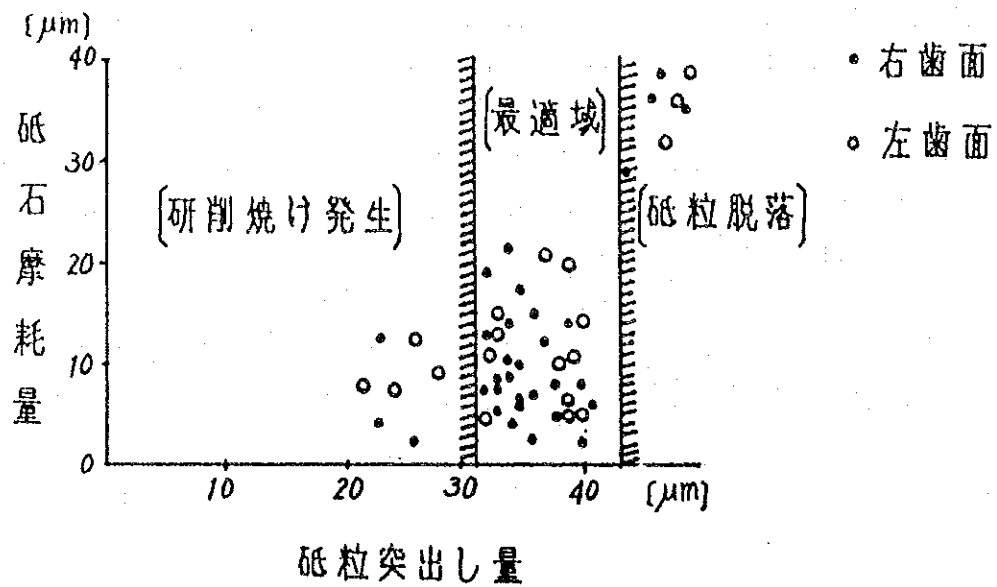 [μm]
40
30
20
10
0
砥石摩耗量
[研削焼け発生]
[最適域]
[砥粒脱落]
• 右歯面
○ 左歯面
10 20 30 40 [μm]
砥粒突出し量